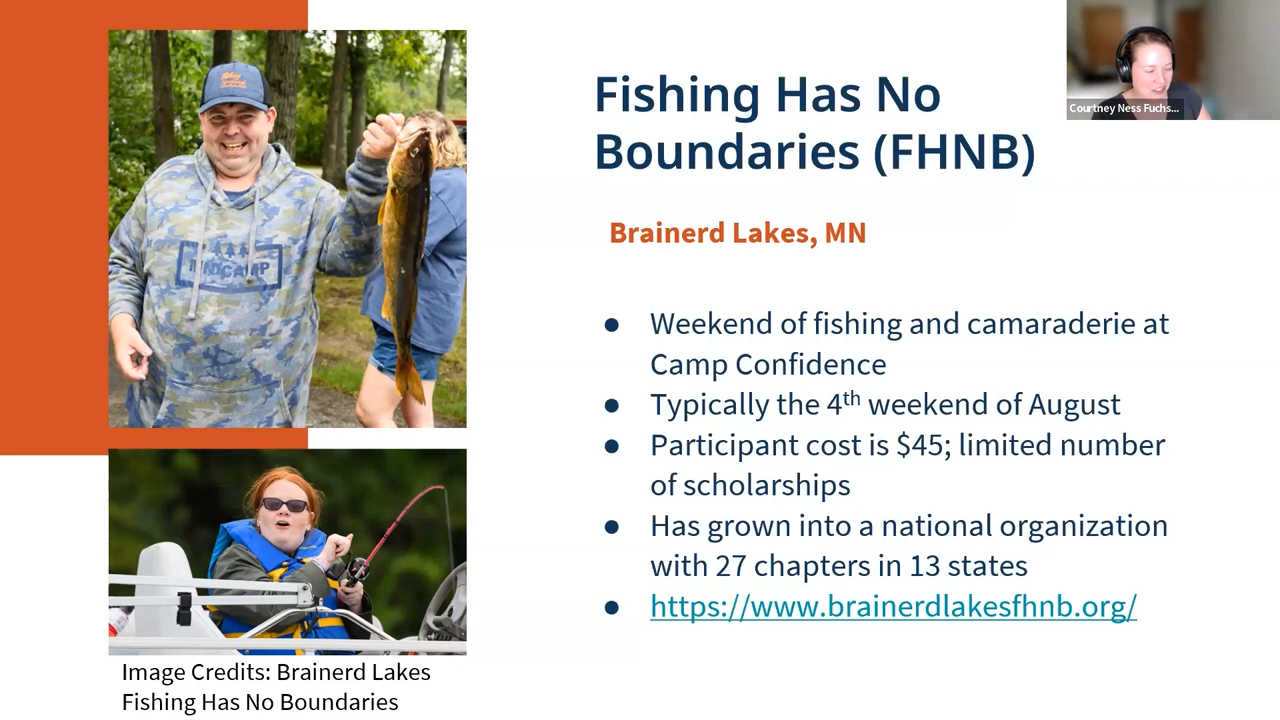 Fishing Has No
Boundaries (FHNB)
Courtney Ness Fuchs...
Brainerd Lakes, MN
● Weekend of fishing and camaraderie at
Camp Confidence
● Typically the 4th weekend of August
● Participant cost is $45; limited number
of scholarships
● Has grown into a national organization
with 27 chapters in 13 states
● https://www.brainerdlakesfhnb.org/
Image Credits: Brainerd Lakes
Fishing Has No Boundaries